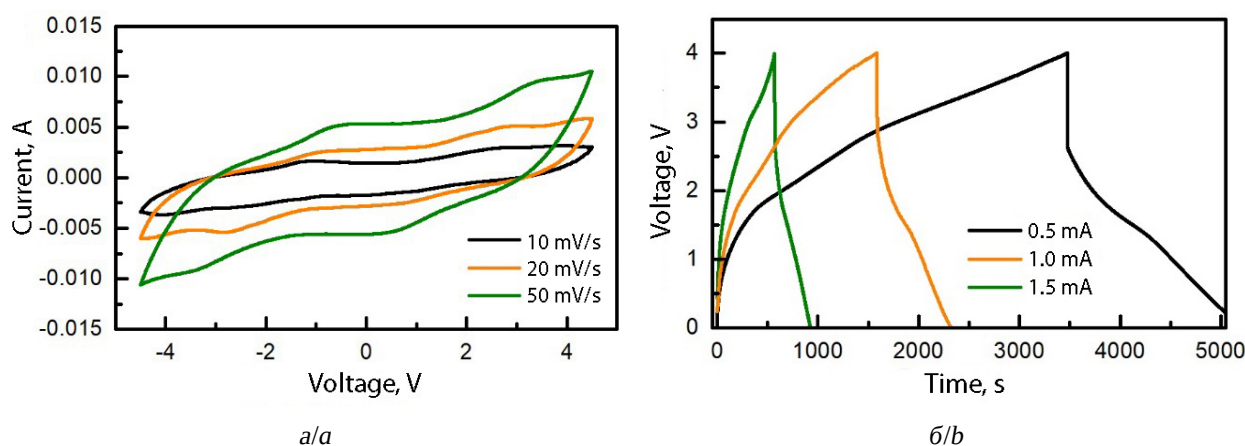 0.015
0.010
0.005
0.000
-0.005
-0.010
-0.015
Current, A
-4 -2 0 2 4
Voltage, V
10 mV/s
20 mV/s
50 mV/s
а/a
4
3
2
1
0
Voltage, V
0 1000 2000 3000 4000 5000
Time, s
0.5 mA
1.0 mA
1.5 mA
б/b